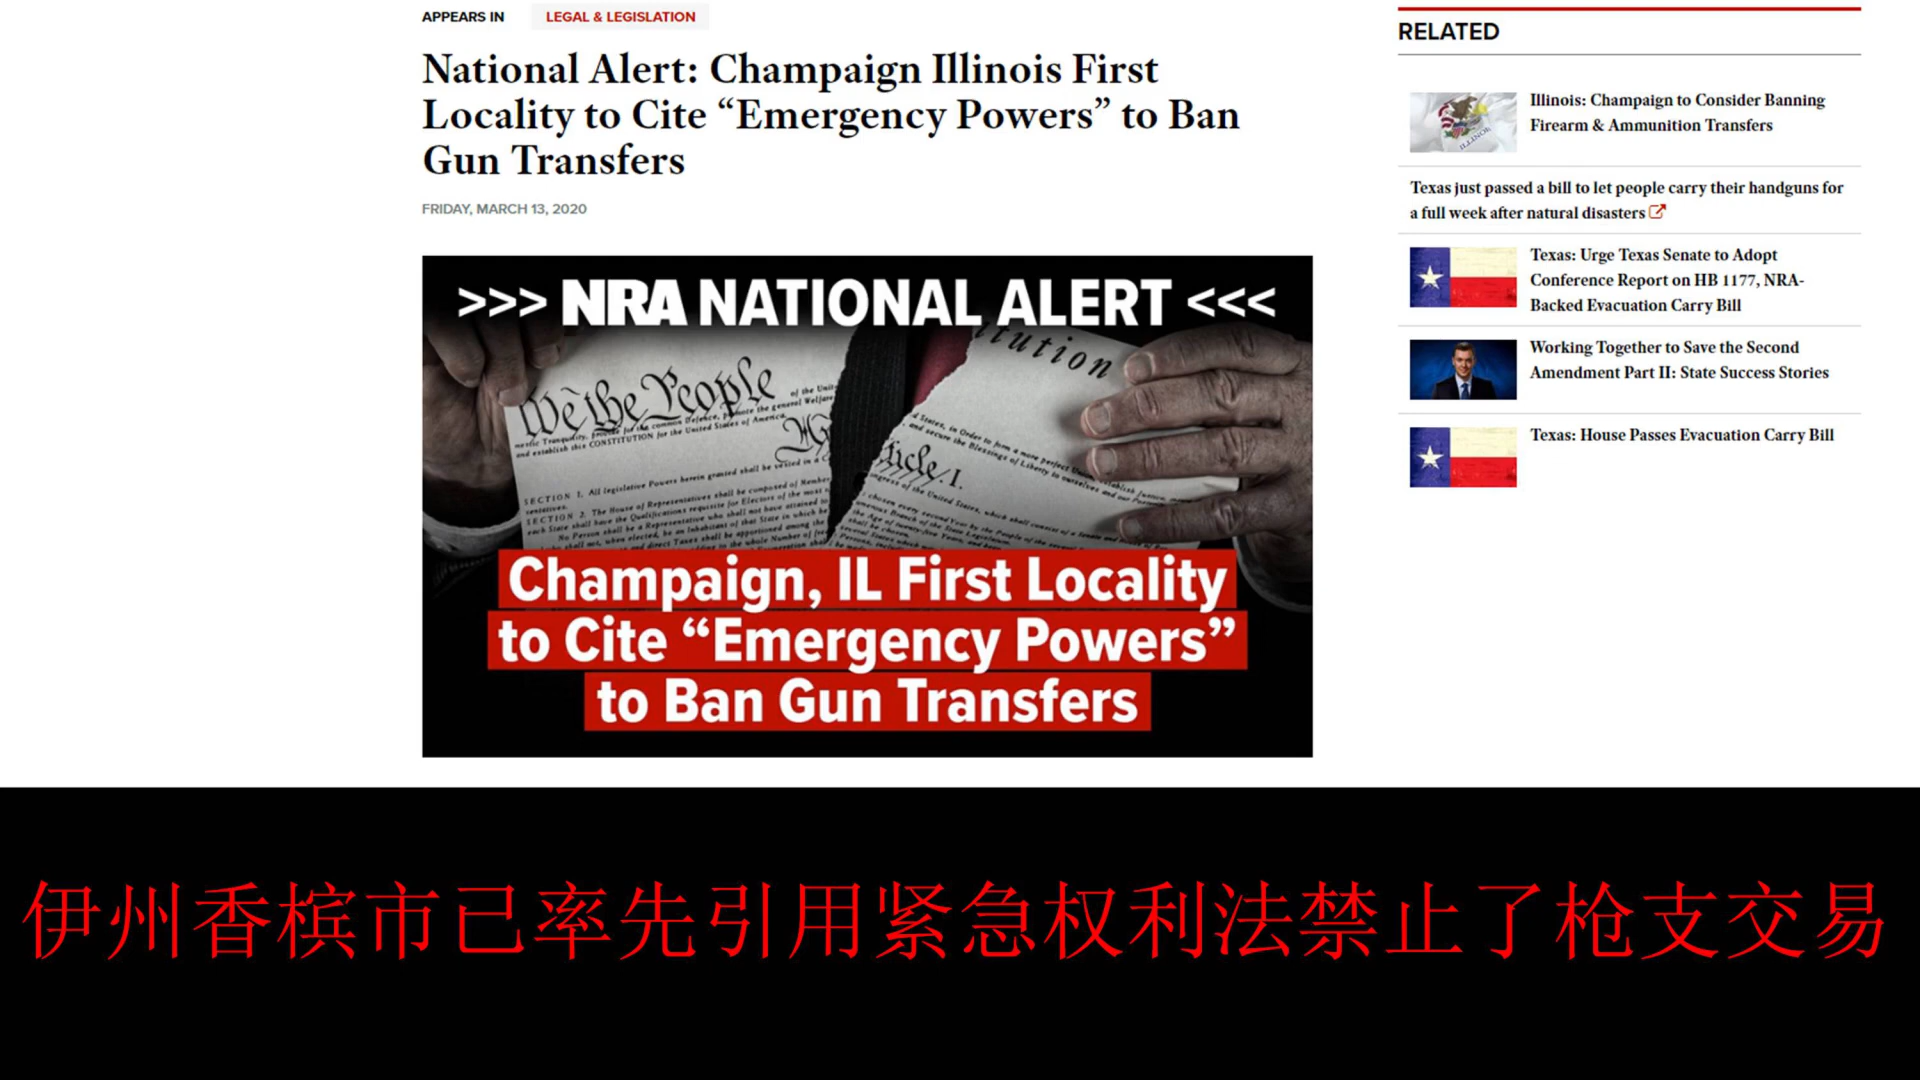 APPEARS IN LEGAL & LEGISLATION
National Alert: Champaign Illinois First
Locality to Cite “Emergency Powers” to Ban
Gun Transfers
FRIDAY, MARCH 13, 2020
>>> NRA NATIONAL ALERT <<<
We the People
itution
Article. I.
Champaign, IL First Locality
to Cite “Emergency Powers”
to Ban Gun Transfers
RELATED
Illinois: Champaign to Consider Banning
Firearm & Ammunition Transfers
Texas just passed a bill to let people carry their handguns for
a full week after natural disasters
Texas: Urge Texas Senate to Adopt
Conference Report on HB 1177, NRA-
Backed Evacuation Carry Bill
Working Together to Save the Second
Amendment Part II: State Success Stories
Texas: House Passes Evacuation Carry Bill
伊州香槟市已率先引用紧急权利法禁止了枪支交易